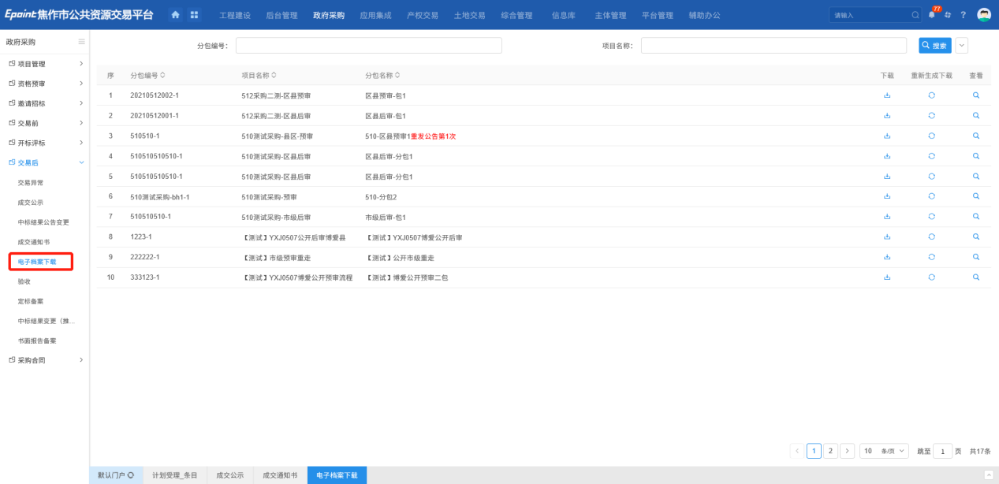 Epoint焦作市公共资源交易平台 工程建设 后台管理 政府采购 应用集成 产权交易 土地交易 综合管理 信息库 主体管理 平台管理 辅助办公 请输入 77 ?
政府采购
项目管理
资格预审
邀请招标
交易前
开标评标
交易后
交易异常
成交公示
中标结果公告变更
成交通知书
电子档案下载
验收
定标备案
中标结果变更（推...
书面报告备案
采购合同
分包编号： 项目名称： 搜索
序 分包编号 项目名称 分包名称 下载 重新生成下载 查看
1 20210512002-1 512采购二测-区县预审 区县预审-包1
2 20210512001-1 512采购二测-区县后审 区县后审-包1
3 510510-1 510测试采购-县区-预审 510-区县预审1重发公告第1次
4 510510510510-1 510测试采购-区县后审 区县后审-分包1
5 510510510510-1 510测试采购-区县后审 区县后审-分包1
6 510测试采购-bh1-1 510测试采购-预审 510-分包2
7 510510510-1 510测试采购-市级后审 市级后审-包1
8 1223-1 【测试】YXJ0507公开后审博爱县 【测试】YXJ0507博爱公开后审
9 222222-1 【测试】市级预审重走 【测试】公开市级重走
10 333123-1 【测试】YXJ0507博爱公开预审流程 【测试】博爱公开预审二包
1 2 10 条/页 跳至 1 页 共17条
默认门户 计划受理_条目 成交公示 成交通知书 电子档案下载